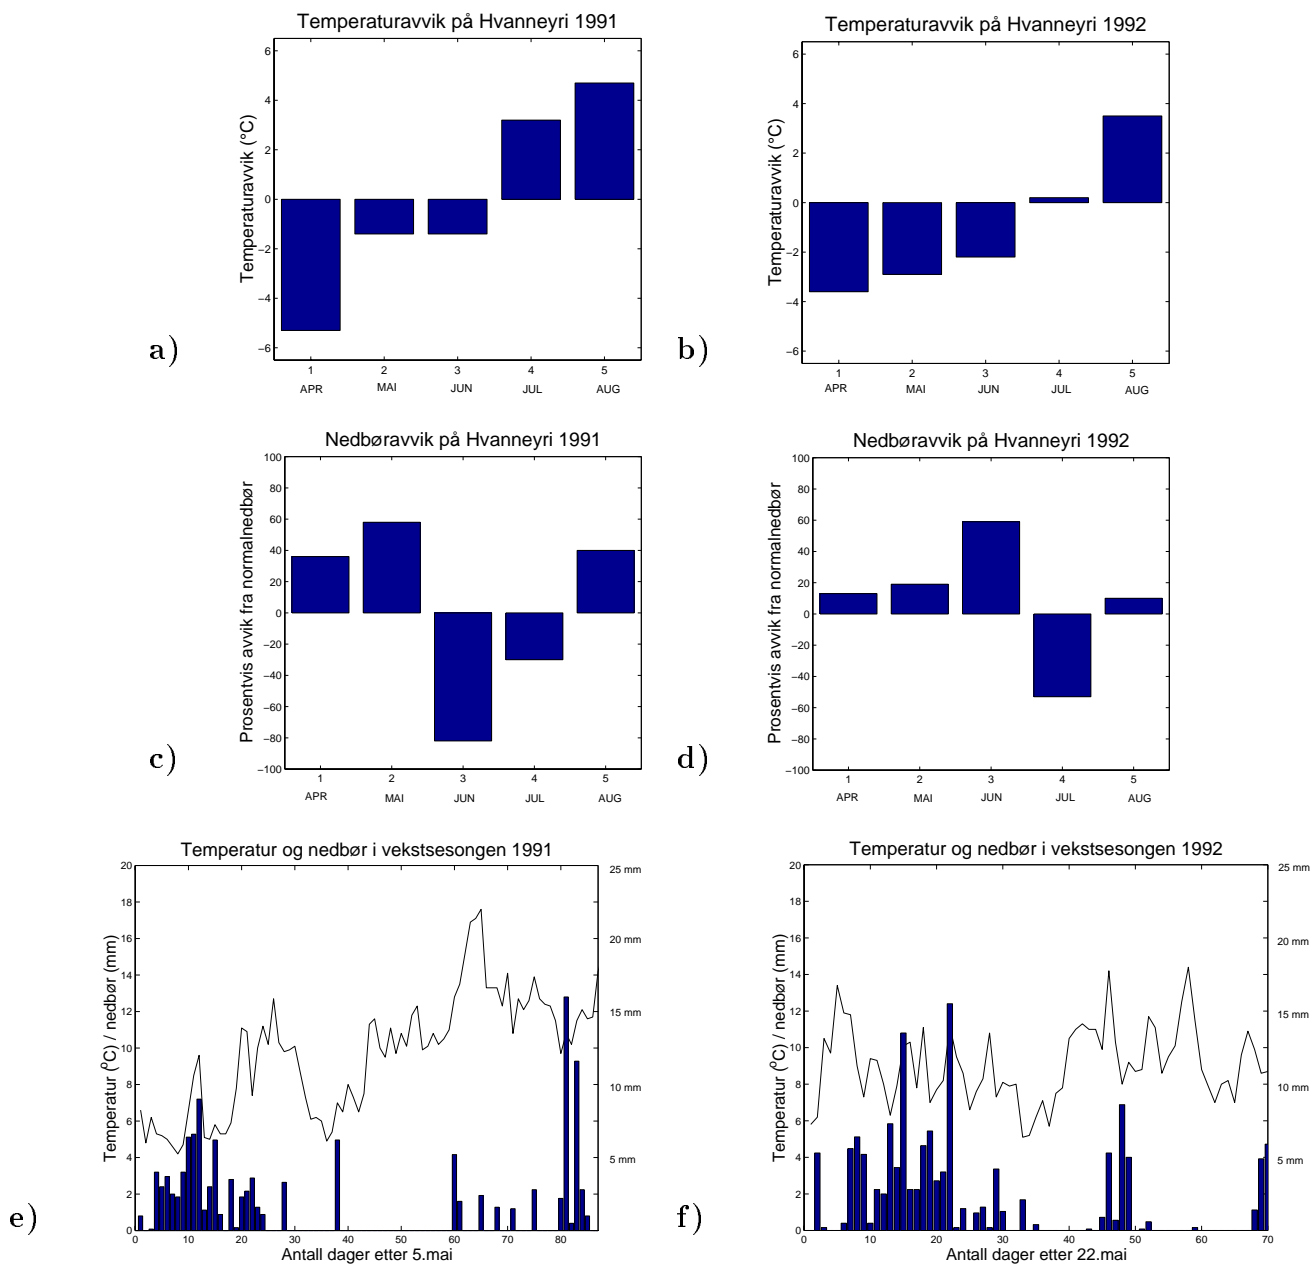 Temperaturavvik på Hvanneyri 1991
Temperaturavvik (°C)
6
4
2
0
−2
−4
−6
1 2 3 4 5
APR MAI JUN JUL AUG
a)
Temperaturavvik på Hvanneyri 1992
Temperaturavvik (°C)
6
4
2
0
−2
−4
−6
1 2 3 4 5
APR MAI JUN JUL AUG
b)
Nedbøravvik på Hvanneyri 1991
Prosentvis avvik fra normalnedbør
100
80
60
40
20
0
−20
−40
−60
−80
−100
1 2 3 4 5
APR MAI JUN JUL AUG
c)
Nedbøravvik på Hvanneyri 1992
Prosentvis avvik fra normalnedbør
100
80
60
40
20
0
−20
−40
−60
−80
−100
1 2 3 4 5
APR MAI JUN JUL AUG
d)
Temperatur og nedbør i vekstsesongen 1991
Temperatur (°C) / nedbør (mm)
20
18
16
14
12
10
8
6
4
2
0
25 mm
20 mm
15 mm
10 mm
5 mm
0 10 20 30 40 50 60 70 80
Antall dager etter 5.mai
e)
Temperatur og nedbør i vekstsesongen 1992
Temperatur (°C) / nedbør (mm)
20
18
16
14
12
10
8
6
4
2
0
25 mm
20 mm
15 mm
10 mm
5 mm
0 10 20 30 40 50 60 70
Antall dager etter 22.mai
f)